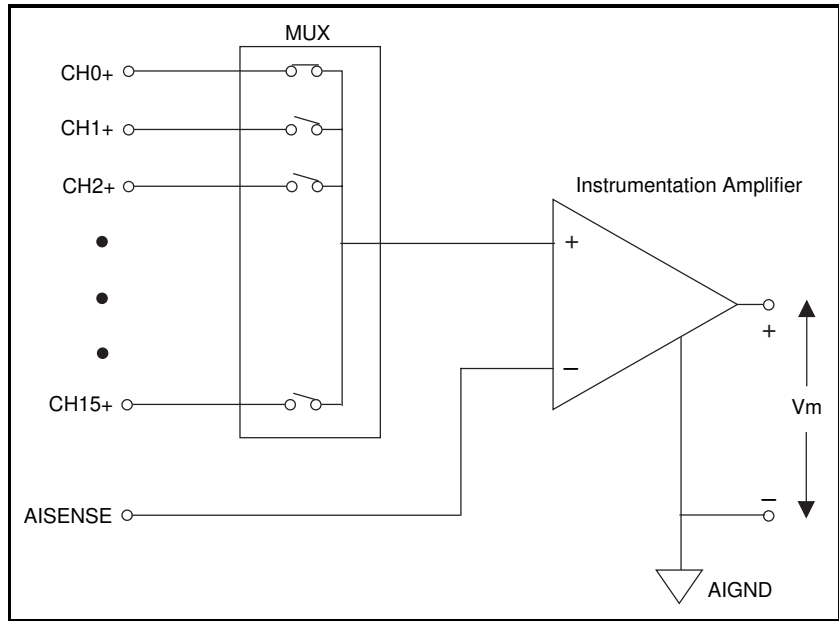 MUX
CH0+
CH1+
CH2+
Instrumentation Amplifier
+
−
+
CH15+
Vm
AISENSE
−
AIGND